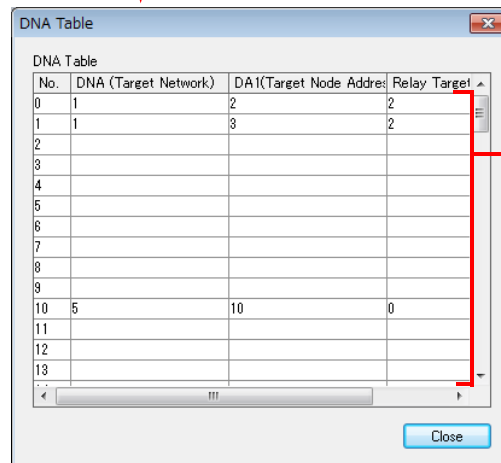 DNA Table
DNA Table
No. DNA (Target Network) DA1(Target Node Addres Relay Target
0 1 2 2
1 1 3 2
2
3
4
5
6
7
8
9
10 5 10 0
11
12
13
Close